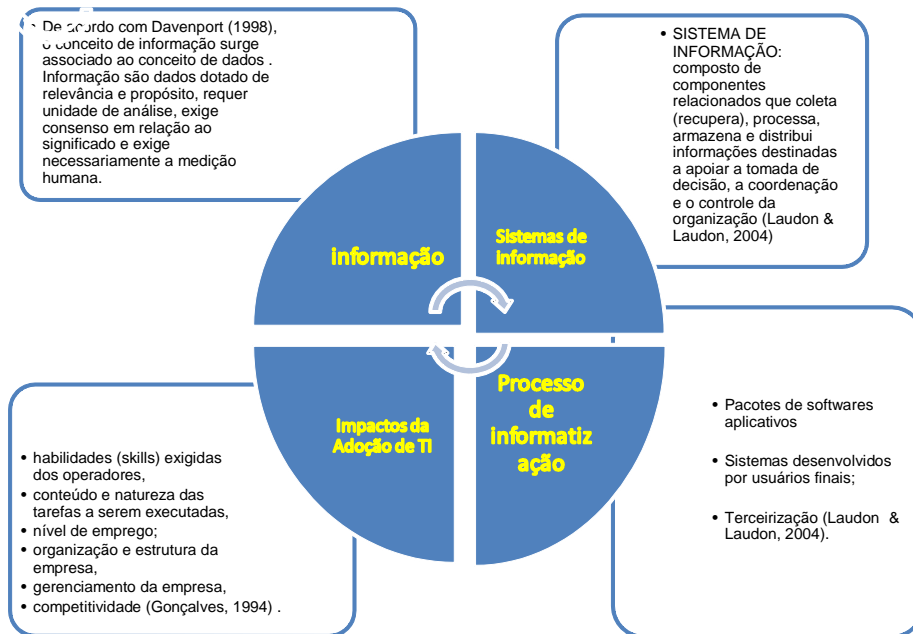 • De acordo com Davenport (1998),
o conceito de informação surge
associado ao conceito de dados .
Informação são dados dotado de
relevância e propósito, requer
unidade de análise, exige
consenso em relação ao
significado e exige
necessariamente a medição
humana.
• SISTEMA DE
INFORMAÇÃO:
composto de
componentes
relacionados que coleta
(recupera), processa,
armazena e distribui
informações destinadas
a apoiar a tomada de
decisão, a coordenação
e o controle da
organização (Laudon &
Laudon, 2004)
informação
Sistemas de
informação
Impactos da
Adoção de TI
Processo
de
informatiz
ação
• habilidades (skills) exigidas
dos operadores,
• conteúdo e natureza das
tarefas a serem executadas,
• nível de emprego;
• organização e estrutura da
empresa,
• gerenciamento da empresa,
• competitividade (Gonçalves, 1994) .
• Pacotes de softwares
aplicativos
• Sistemas desenvolvidos
por usuários finais;
• Terceirização (Laudon &
Laudon, 2004).